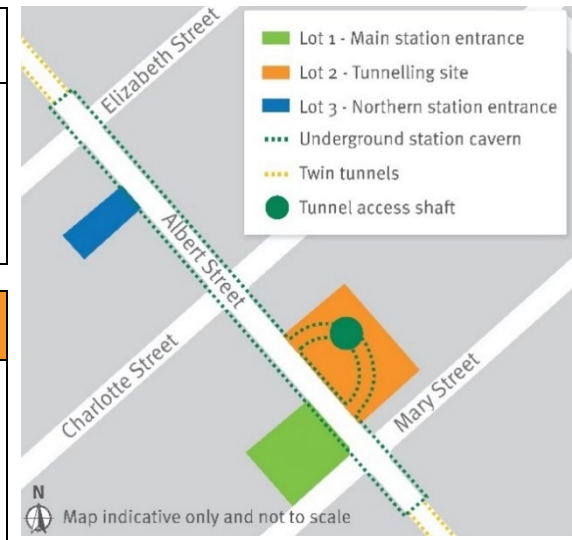 Elizabeth Street
Lot 1 - Main station entrance
Lot 2 - Tunnelling site
Lot 3 - Northern station entrance
Underground station cavern
Twin tunnels
Tunnel access shaft
Albert Street
Charlotte Street
Mary Street
N
Map indicative only and not to scale